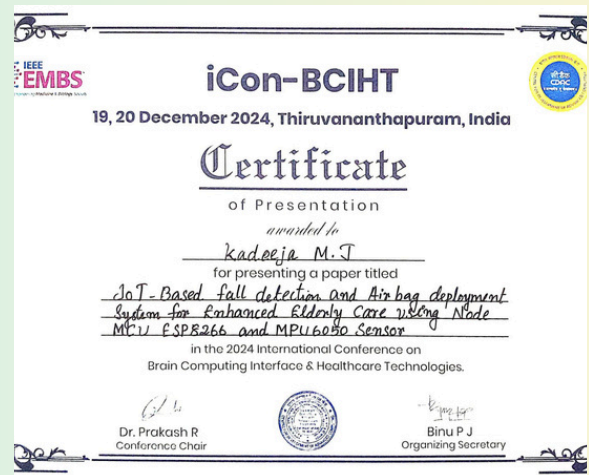 IEEE
EMBS
iCon-BCIHT
सी डैक
CDAC
19, 20 December 2024, Thiruvananthapuram, India
Certificate
of Presentation
awarded to
Kadeeja M.J
for presenting a paper titled
IoT-Based fall detection and Airbag deployment
System for Enhanced Elderly Care using Node
MCU ESP8266 and MPU6050 Sensor
in the 2024 International Conference on
Brain Computing Interface & Healthcare Technologies.
Dr. Prakash R
Conference Chair
Binu P J
Organizing Secretary